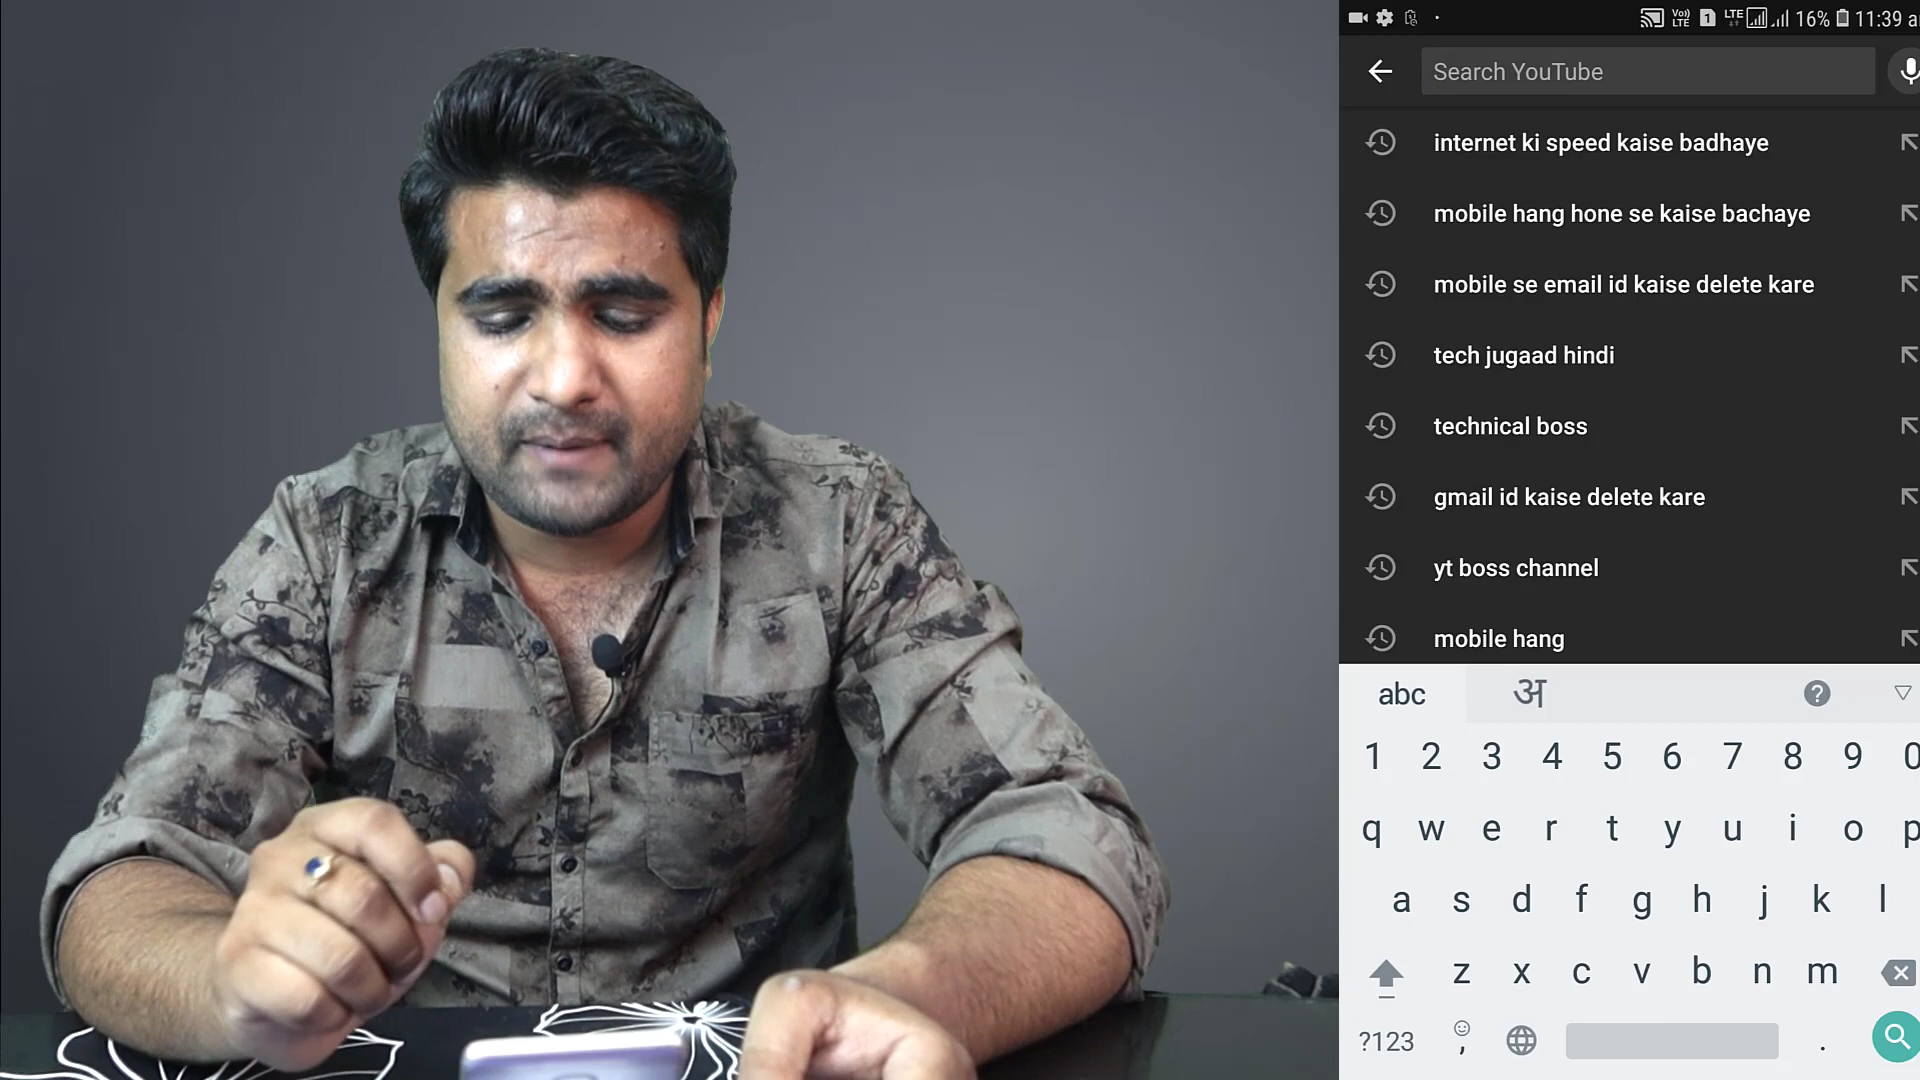 1 LTE 16% 11:39 a
Search YouTube
internet ki speed kaise badhaye
mobile hang hone se kaise bachaye
mobile se email id kaise delete kare
tech jugaad hindi
technical boss
gmail id kaise delete kare
yt boss channel
mobile hang
abc अ
1 2 3 4 5 6 7 8 9 0
q w e r t y u i o p
a s d f g h j k l
z x c v b n m
?123 , .